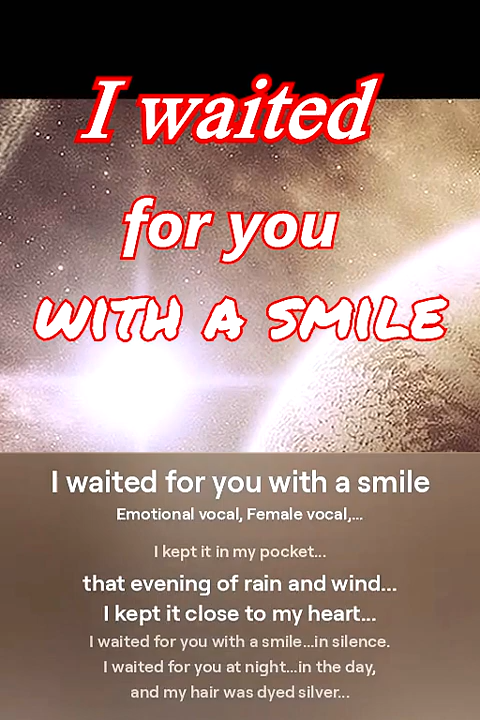 I waited
for you
WITH A SMILE
I waited for you with a smile
Emotional vocal, Female vocal,...
I kept it in my pocket...
that evening of rain and wind...
I kept it close to my heart...
I waited for you with a smile...in silence.
I waited for you at night...in the day,
and my hair was dyed silver...